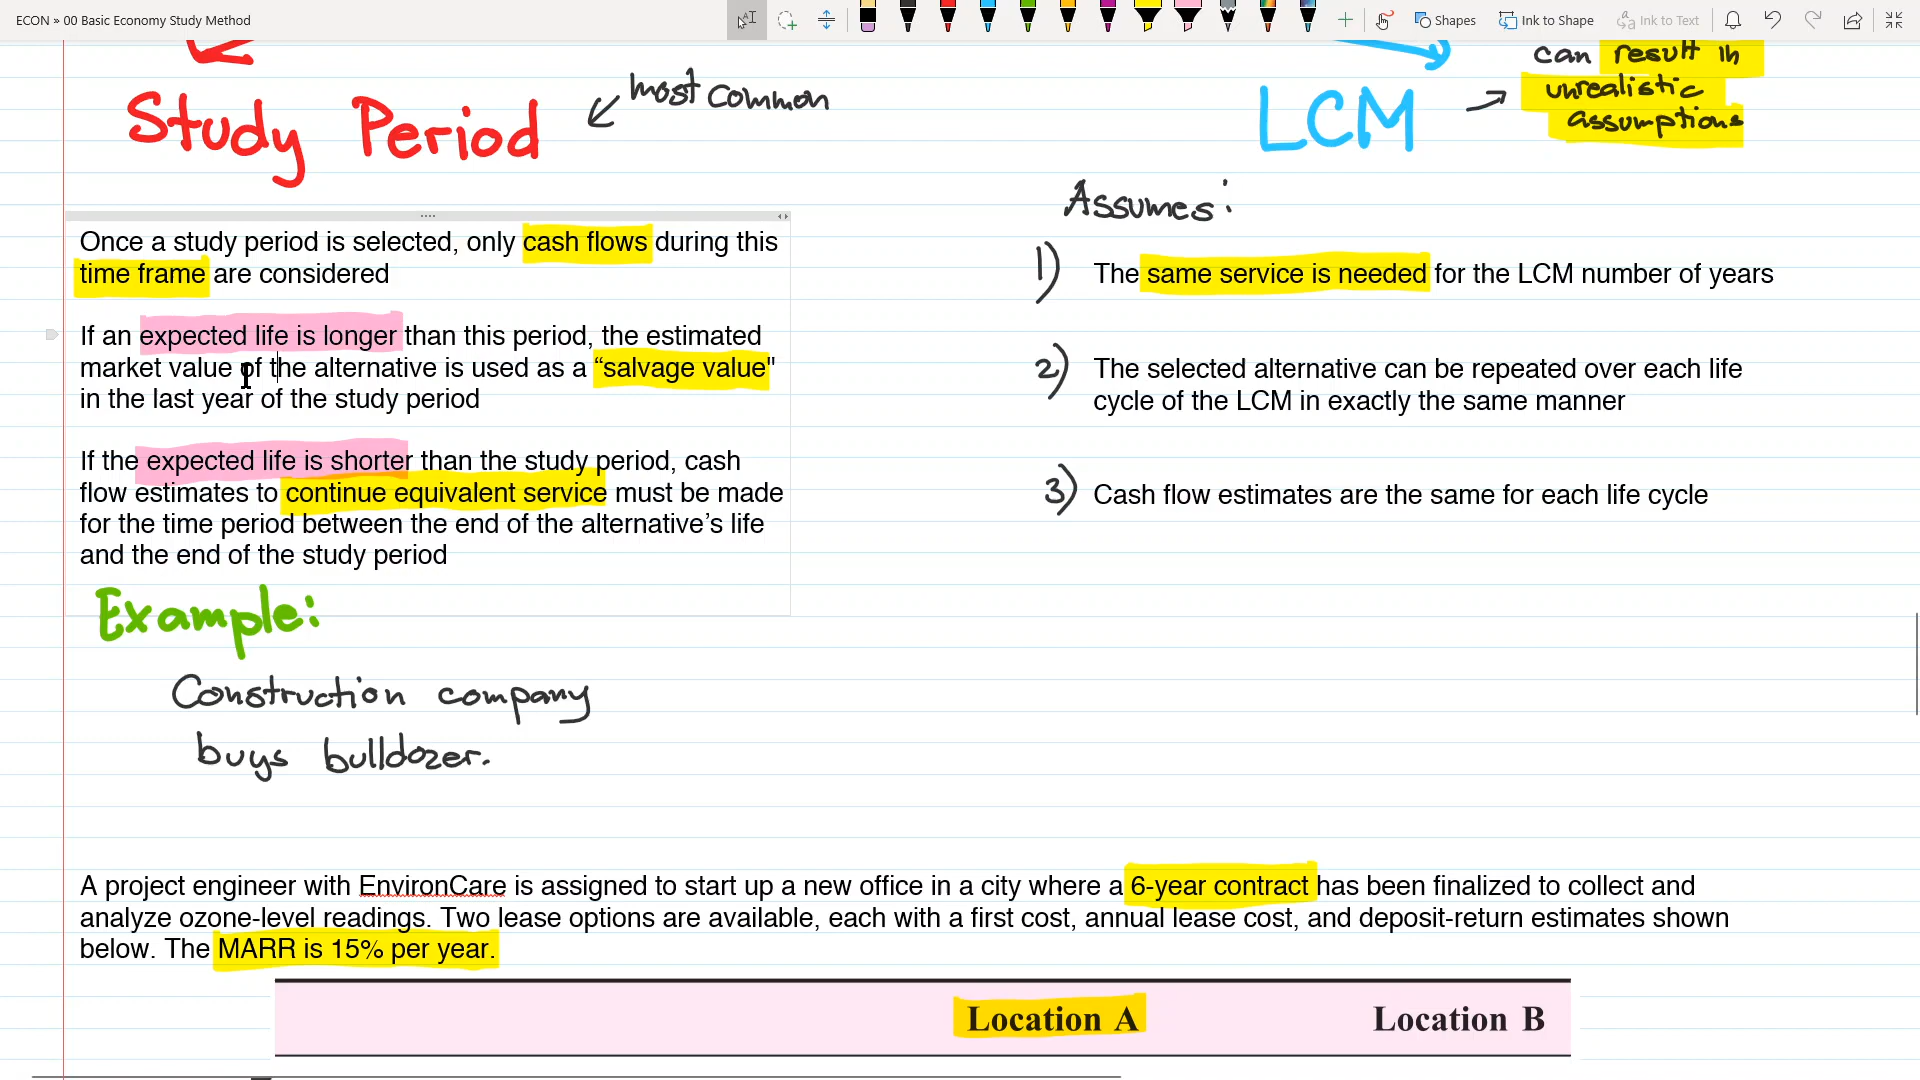 ECON » 00 Basic Economy Study Method
Shapes
Ink to Shape
Ink to Text
Study Period
most common
LCM
can result in
unrealistic
assumptions
Once a study period is selected, only cash flows during this
time frame are considered
If an expected life is longer than this period, the estimated
market value of the alternative is used as a “salvage value"
in the last year of the study period
If the expected life is shorter than the study period, cash
flow estimates to continue equivalent service must be made
for the time period between the end of the alternative’s life
and the end of the study period
Assumes:
1) The same service is needed for the LCM number of years
2) The selected alternative can be repeated over each life
cycle of the LCM in exactly the same manner
3) Cash flow estimates are the same for each life cycle
Example:
Construction company
buys bulldozer.
A project engineer with EnvironCare is assigned to start up a new office in a city where a 6-year contract has been finalized to collect and
analyze ozone-level readings. Two lease options are available, each with a first cost, annual lease cost, and deposit-return estimates shown
below. The MARR is 15% per year.
Location A Location B